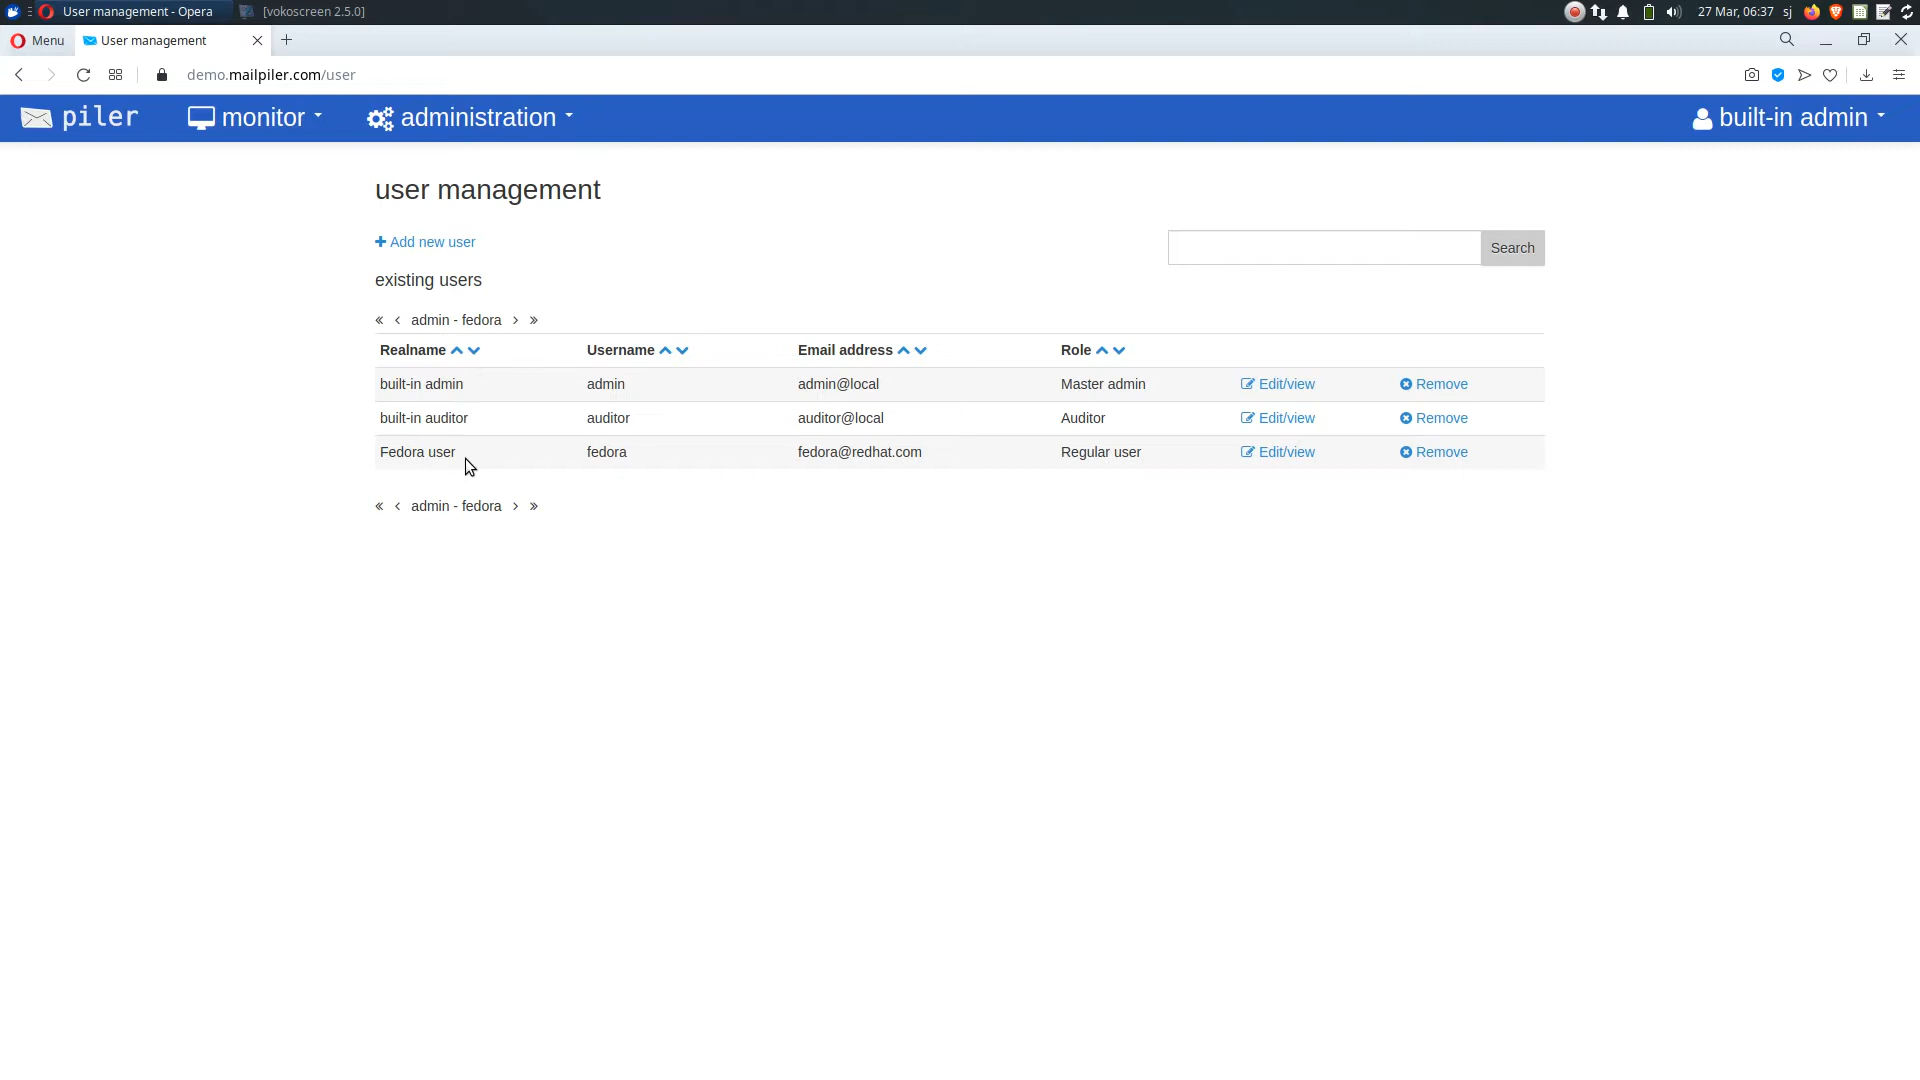 User management - Opera
[vokoscreen 2.5.0]
27 Mar, 06:37 sj
Menu
User management
demo.mailpiler.com/user
piler
monitor
administration
built-in admin
user management
+ Add new user
Search
existing users
« ‹ admin - fedora › »
Realname Username Email address Role
built-in admin admin admin@local Master admin Edit/view Remove
built-in auditor auditor auditor@local Auditor Edit/view Remove
Fedora user fedora fedora@redhat.com Regular user Edit/view Remove
« ‹ admin - fedora › »